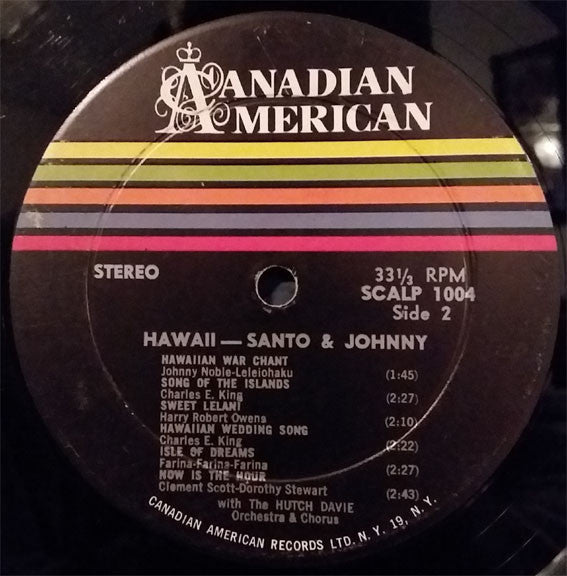 CANADIAN
AMERICAN
STEREO
33⅓ RPM
SCALP 1004
Side 2
HAWAII — SANTO & JOHNNY
HAWAIIAN WAR CHANT
Johnny Noble-Leleiohaku (1:45)
SONG OF THE ISLANDS
Charles E. King (2:27)
SWEET LELANI
Harry Robert Owens (2:10)
HAWAIIAN WEDDING SONG
Charles E. King (2:22)
ISLE OF DREAMS
Farina-Farina-Farina (2:27)
NOW IS THE HOUR
Clement Scott-Dorothy Stewart (2:43)
with The HUTCH DAVIE
Orchestra & Chorus
CANADIAN AMERICAN RECORDS LTD. N.Y. 19, N.Y.